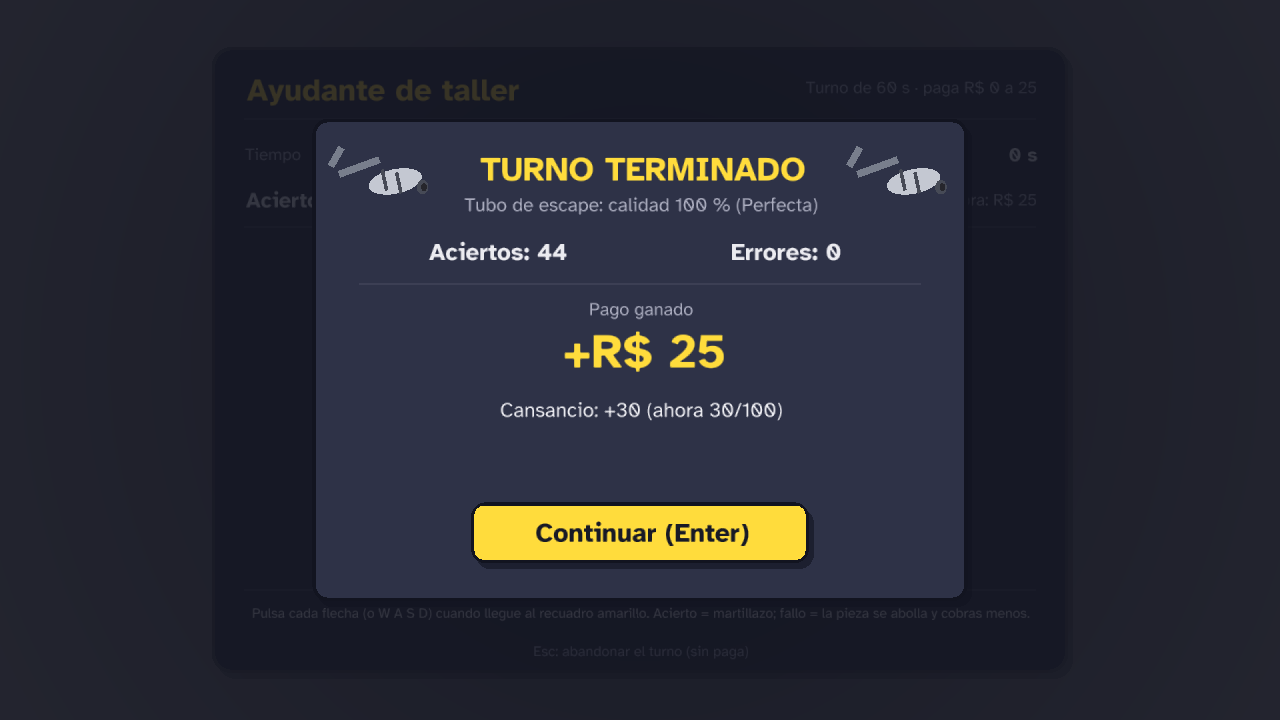 Ayudante de taller
Turno de 60 s - paga R$ 0 a 25
Tiempo
0 s
TURNO TERMINADO
Tubo de escape: calidad 100 % (Perfecta)
R$ 25
Aciertos: 44
Errores: 0
Pago ganado
+R$ 25
Cansancio: +30 (ahora 30/100)
Continuar (Enter)
Pulsa cada flecha (o W A S D) cuando llegue al recuadro amarillo. Acierto = martillazo; fallo = la pieza se abolla y cobras menos.
Esc: abandonar el turno (sin paga)